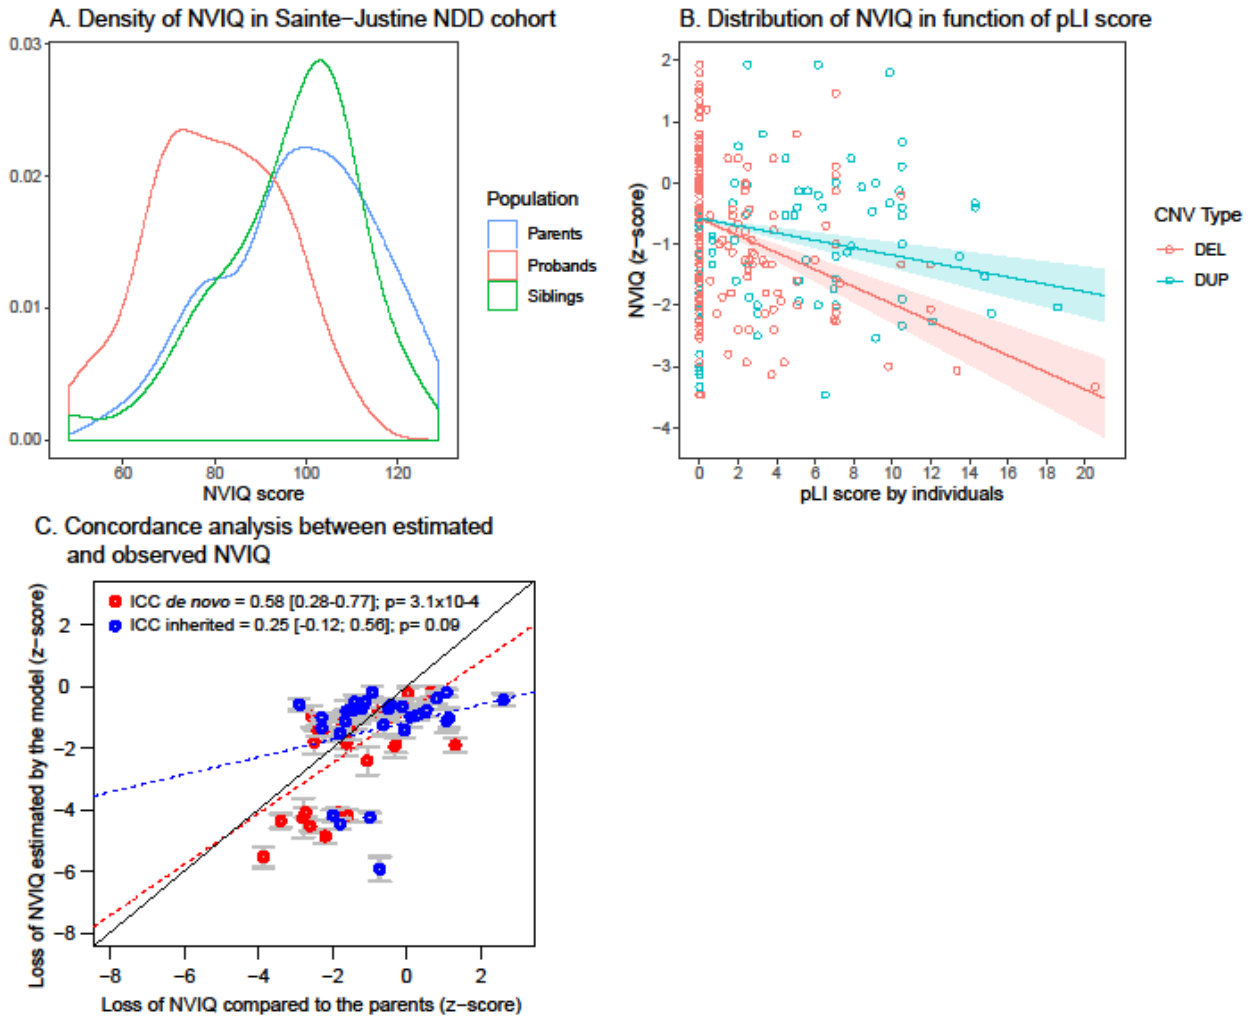 A. Density of NVIQ in Sainte−Justine NDD cohort
0.03
0.02
0.01
0.00
60 80 100 120
NVIQ score
Population
Parents
Probands
Siblings
B. Distribution of NVIQ in function of pLI score
NVIQ (z−score)
2
1
0
−1
−2
−3
−4
0 2 4 6 8 10 12 14 16 18 20
pLI score by individuals
CNV Type
DEL
DUP
C. Concordance analysis between estimated
and observed NVIQ
Loss of NVIQ estimated by the model (z−score)
ICC de novo = 0.58 [0.28-0.77]; p= 3.1x10-4
ICC inherited = 0.25 [-0.12; 0.56]; p= 0.09
2
0
−2
−4
−6
−8
−8 −6 −4 −2 0 2
Loss of NVIQ compared to the parents (z−score)